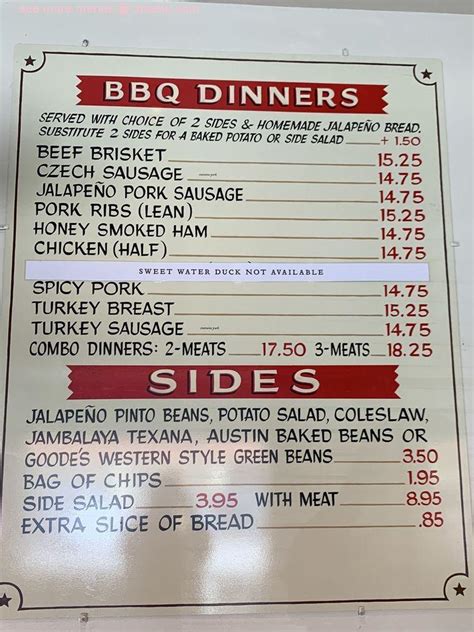 BBQ DINNERS
SERVED WITH CHOICE OF 2 SIDES & HOMEMADE JALAPEÑO BREAD.
SUBSTITUTE 2 SIDES FOR A BAKED POTATO OR SIDE SALAD + 1.50
BEEF BRISKET 15.25
CZECH SAUSAGE 14.75
JALAPEÑO PORK SAUSAGE 14.75
PORK RIBS (LEAN) 15.25
HONEY SMOKED HAM 14.75
CHICKEN (HALF) 14.75
SWEET WATER DUCK NOT AVAILABLE
SPICY PORK 14.75
TURKEY BREAST 15.25
TURKEY SAUSAGE 14.75
COMBO DINNERS: 2-MEATS 17.50 3-MEATS 18.25
SIDES
JALAPEÑO PINTO BEANS, POTATO SALAD, COLESLAW,
JAMBALAYA TEXANA, AUSTIN BAKED BEANS OR
GOODE'S WESTERN STYLE GREEN BEANS 3.50
BAG OF CHIPS 1.95
SIDE SALAD 3.95 WITH MEAT 8.95
EXTRA SLICE OF BREAD .85